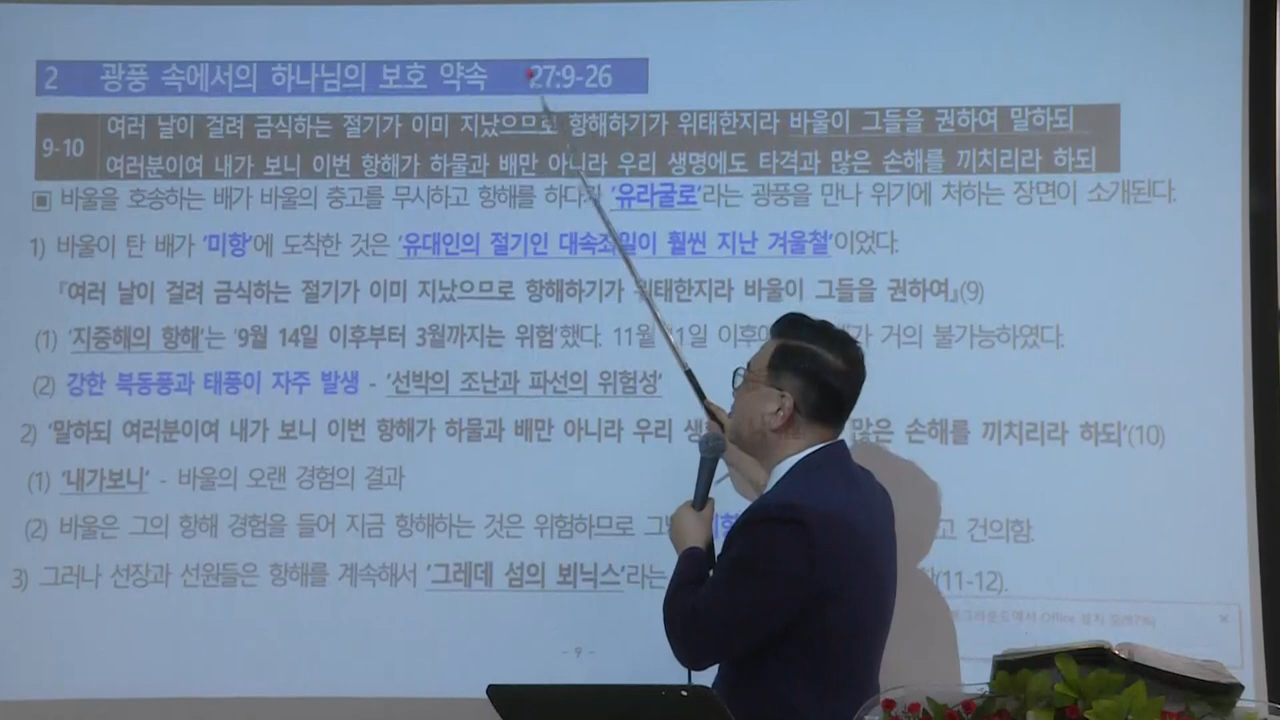 2 광풍 속에서의 하나님의 보호 약속 27:9-26
9-10 여러 날이 걸려 금식하는 절기가 이미 지났으므로 항해하기가 위태한지라 바울이 그들을 권하여 말하되
여러분이여 내가 보니 이번 항해가 하물과 배만 아니라 우리 생명에도 타격과 많은 손해를 끼치리라 하되
▣ 바울을 호송하는 배가 바울의 충고를 무시하고 항해를 하다가 '유라굴로'라는 광풍을 만나 위기에 처하는 장면이 소개된다.
1) 바울이 탄 배가 '미항'에 도착한 것은 '유대인의 절기인 대속죄일이 훨씬 지난 겨울철'이었다.
『여러 날이 걸려 금식하는 절기가 이미 지났으므로 항해하기가 위태한지라 바울이 그들을 권하여』(9)
(1) '지중해의 항해'는 '9월 14일 이후부터 3월까지는 위험'했다. 11월 11일 이후 거의 불가능하였다.
(2) 강한 북동풍과 태풍이 자주 발생 - '선박의 조난과 파선의 위험성'
2) '말하되 여러분이여 내가 보니 이번 항해가 하물과 배만 아니라 우리 많은 손해를 끼치리라 하되'(10)
(1) '내가보니' - 바울의 오랜 경험의 결과
(2) 바울은 그의 항해 경험을 들어 지금 항해하는 것은 위험하므로 건의함.
3) 그러나 선장과 선원들은 항해를 계속해서 '그레데 섬의 뵈닉스'라는 (11-12).
Office 설치
- 9 -